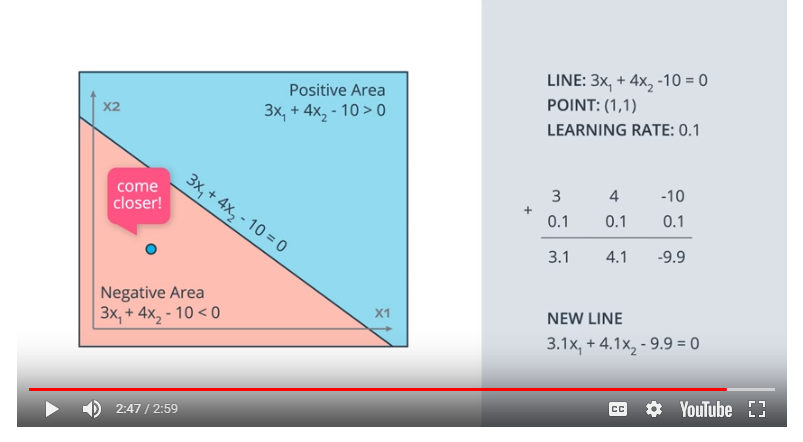 Positive Area
3x₁ + 4x₂ - 10 > 0
X2
come
closer!
3x₁ + 4x₂ - 10 = 0
Negative Area
3x₁ + 4x₂ - 10 < 0
X1
LINE: 3x₁ + 4x₂ -10 = 0
POINT: (1,1)
LEARNING RATE: 0.1
3 4 -10
+
0.1 0.1 0.1
3.1 4.1 -9.9
NEW LINE
3.1x₁ + 4.1x₂ - 9.9 = 0
2:47 / 2:59
CC
YouTube